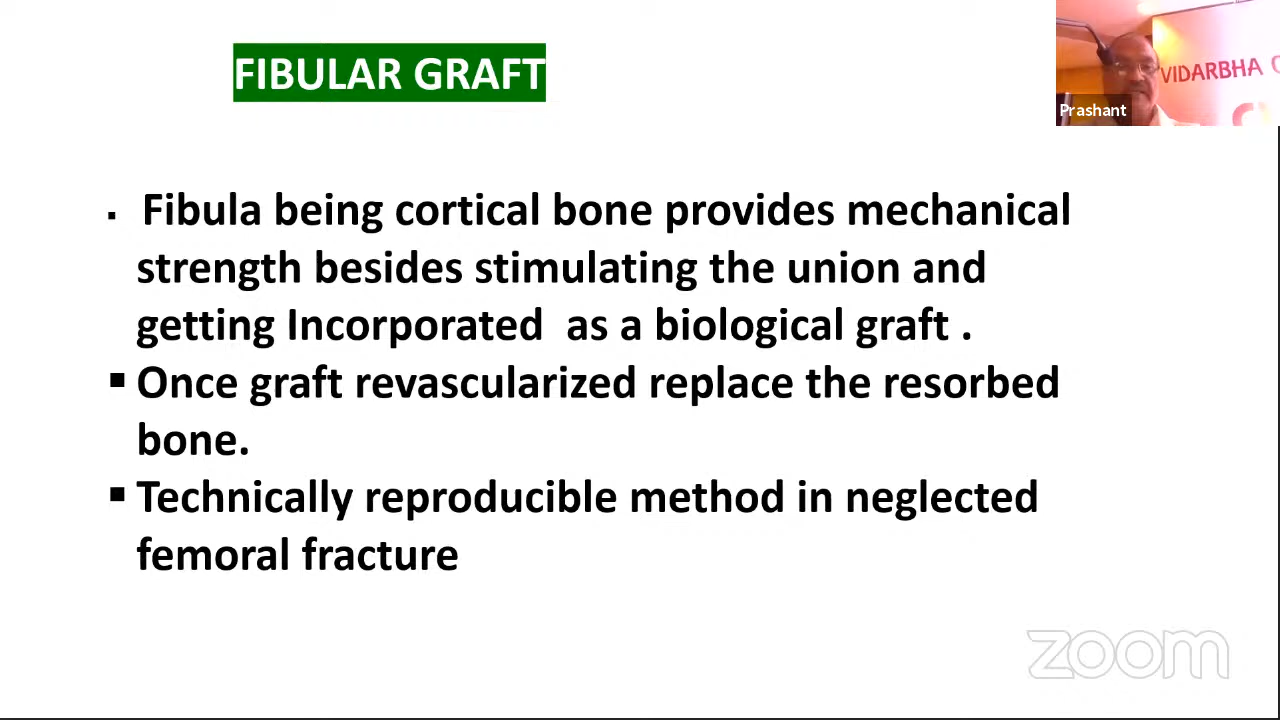 FIBULAR GRAFT
VIDARBHA
Prashant
▪ Fibula being cortical bone provides mechanical
strength besides stimulating the union and
getting Incorporated as a biological graft .
▪ Once graft revascularized replace the resorbed
bone.
▪ Technically reproducible method in neglected
femoral fracture
zoom